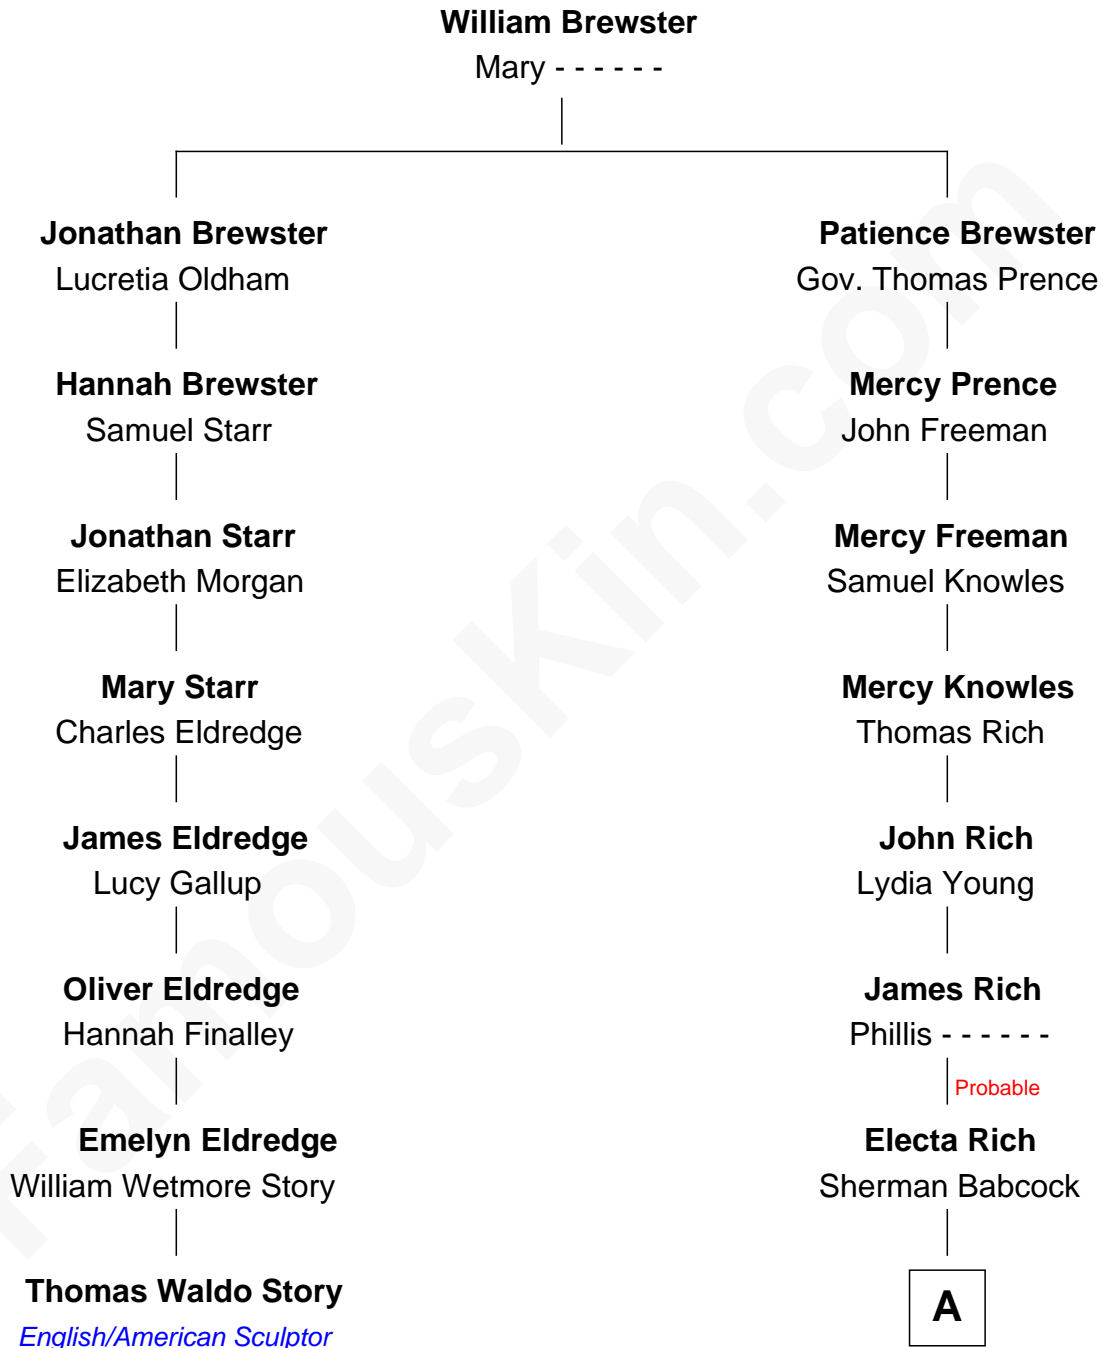 William Brewster
Mary - - - - - -
Jonathan Brewster
Lucretia Oldham
Patience Brewster
Gov. Thomas Prence
Hannah Brewster
Samuel Starr
Mercy Prence
John Freeman
Jonathan Starr
Elizabeth Morgan
Mercy Freeman
Samuel Knowles
Mary Starr
Charles Eldredge
Mercy Knowles
Thomas Rich
James Eldredge
Lucy Gallup
John Rich
Lydia Young
Oliver Eldredge
Hannah Finalley
James Rich
Phillis - - - - - -
Probable
Emelyn Eldredge
William Wetmore Story
Electa Rich
Sherman Babcock
Thomas Waldo Story
English/American Sculptor
A
FamousKin.com